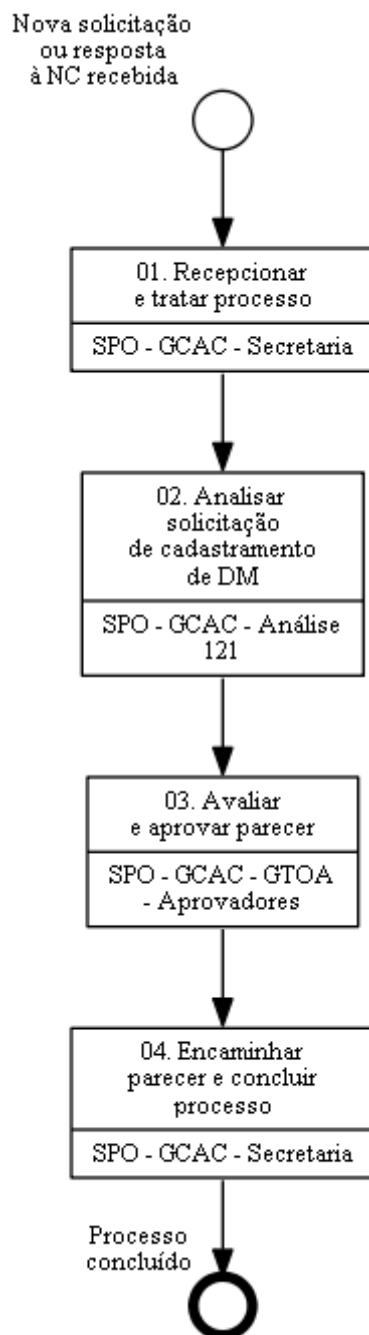 Nova solicitação
ou resposta
à NC recebida
01. Recepcionar
e tratar processo
SPO - GCAC - Secretaria
02. Analisar
solicitação
de cadastramento
de DM
SPO - GCAC - Análise
121
03. Avaliar
e aprovar parecer
SPO - GCAC - GTOA
- Aprovadores
04. Encaminhar
parecer e concluir
processo
SPO - GCAC - Secretaria
Processo
concluído